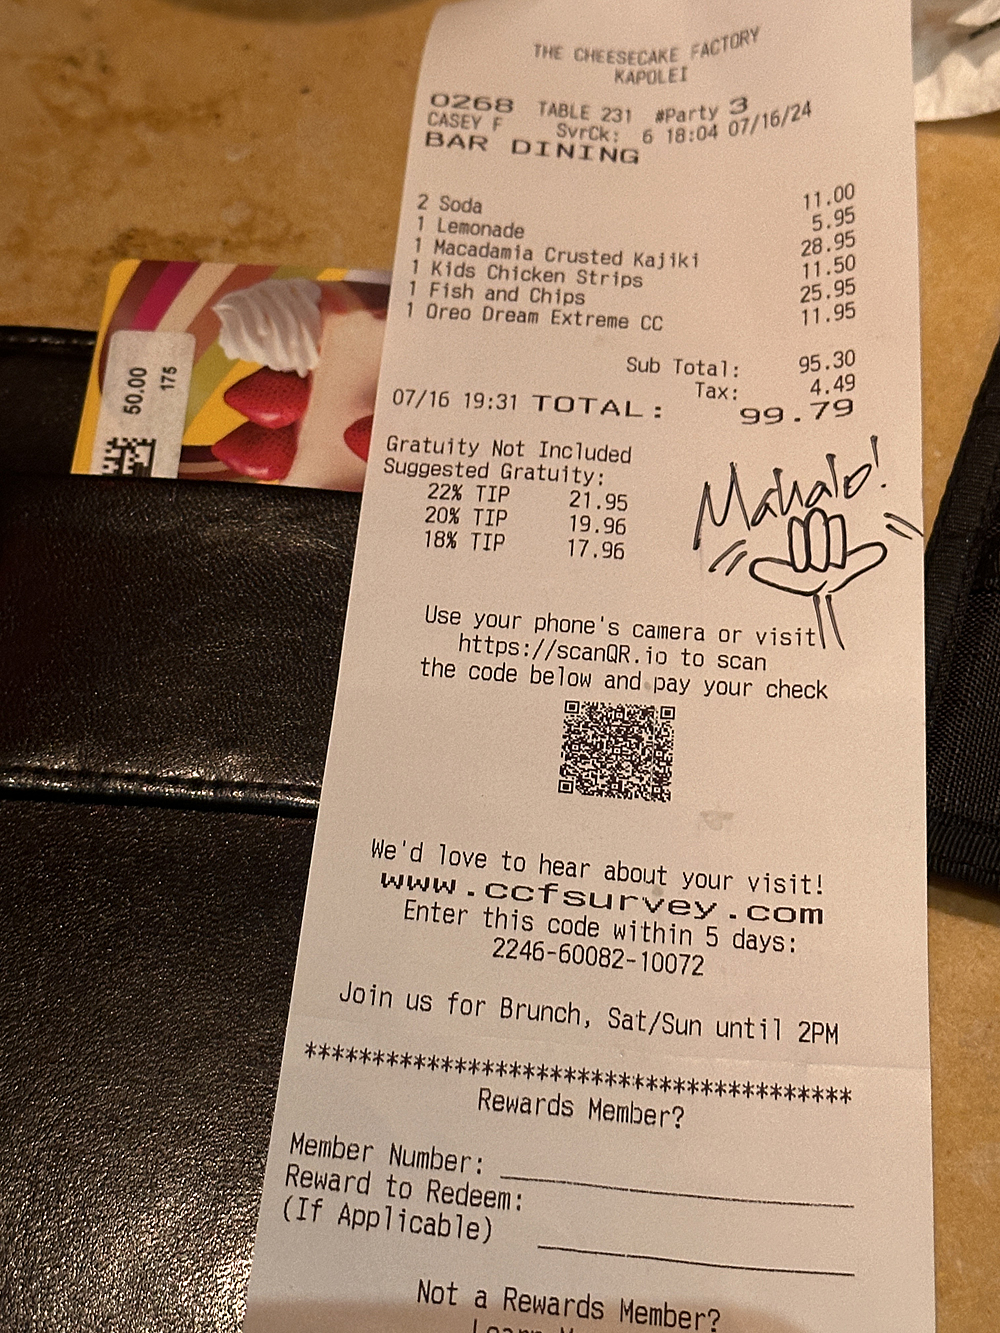 THE CHEESECAKE FACTORY
KAPOLEI
0268 TABLE 231 #Party 3
CASEY F SvrCk: 6 18:04 07/16/24
BAR DINING
2 Soda 11.00
1 Lemonade 5.95
1 Macadamia Crusted Kajiki 28.95
1 Kids Chicken Strips 11.50
1 Fish and Chips 25.95
1 Oreo Dream Extreme CC 11.95
Sub Total: 95.30
Tax: 4.49
07/16 19:31 TOTAL: 99.79
Gratuity Not Included
Suggested Gratuity:
22% TIP 21.95
20% TIP 19.96
18% TIP 17.96
Mahalo!
Use your phone's camera or visit
https://scanQR.io to scan
the code below and pay your check
We'd love to hear about your visit!
www.ccfsurvey.com
Enter this code within 5 days:
2246-60082-10072
Join us for Brunch, Sat/Sun until 2PM
****************************************
Rewards Member?
Member Number:
Reward to Redeem:
(If Applicable)
Not a Rewards Member?
50.00
175